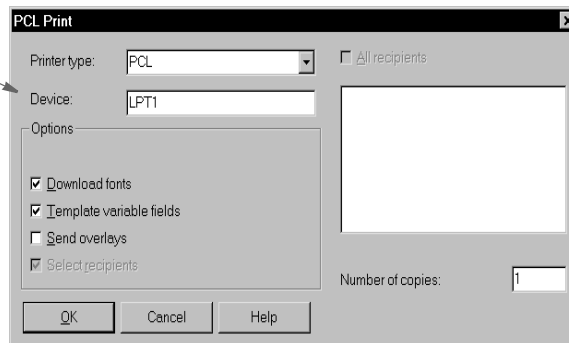 PCL Print
Printer type:
PCL
All recipients
Device:
LPT1
Options
Download fonts
Template variable fields
Send overlays
Select recipients
Number of copies:
1
OK
Cancel
Help